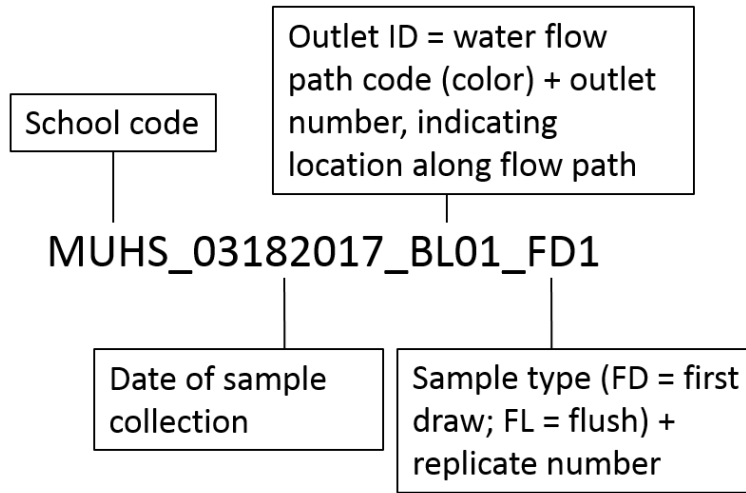 Outlet ID = water flow
path code (color) + outlet
number, indicating
location along flow path
School code
MUHS_03182017_BL01_FD1
Date of sample
collection
Sample type (FD = first
draw; FL = flush) +
replicate number